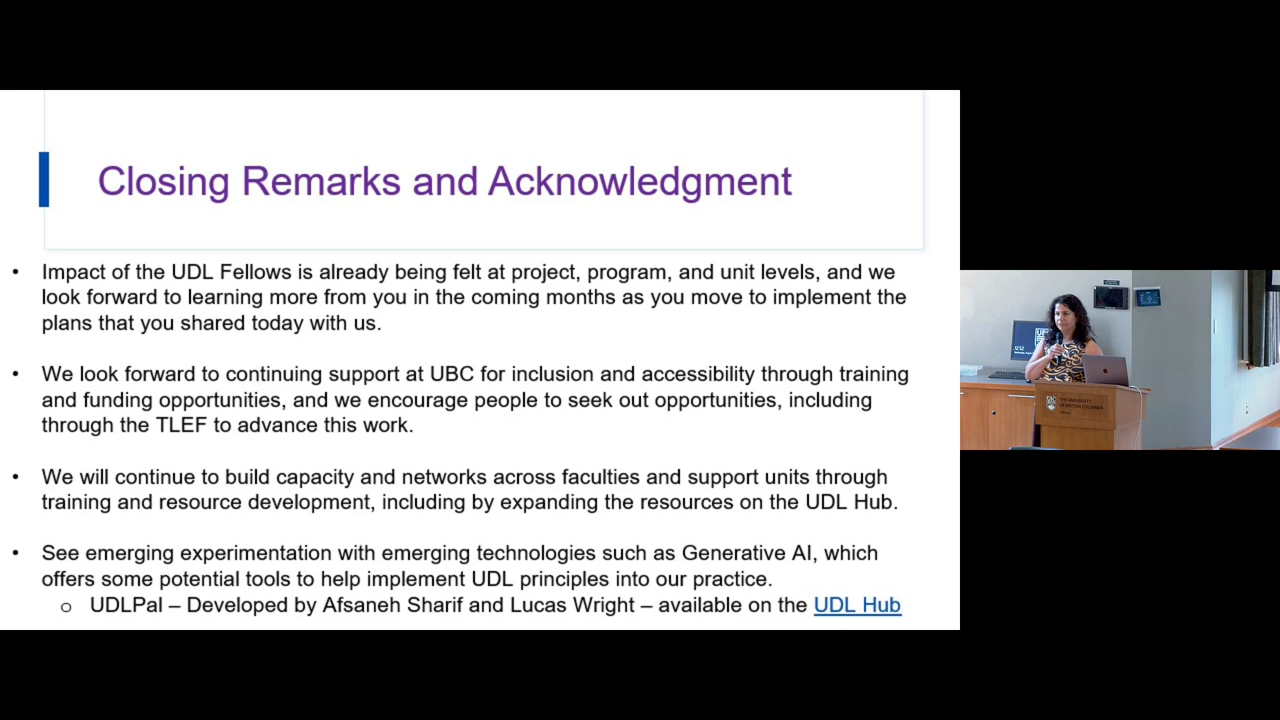 Closing Remarks and Acknowledgment
• Impact of the UDL Fellows is already being felt at project, program, and unit levels, and we
look forward to learning more from you in the coming months as you move to implement the
plans that you shared today with us.
• We look forward to continuing support at UBC for inclusion and accessibility through training
and funding opportunities, and we encourage people to seek out opportunities, including
through the TLEF to advance this work.
• We will continue to build capacity and networks across faculties and support units through
training and resource development, including by expanding the resources on the UDL Hub.
• See emerging experimentation with emerging technologies such as Generative AI, which
offers some potential tools to help implement UDL principles into our practice.
o UDLPal – Developed by Afsaneh Sharif and Lucas Wright – available on the UDL Hub
12:52
THE UNIVERSITY
OF BRITISH COLUMBIA